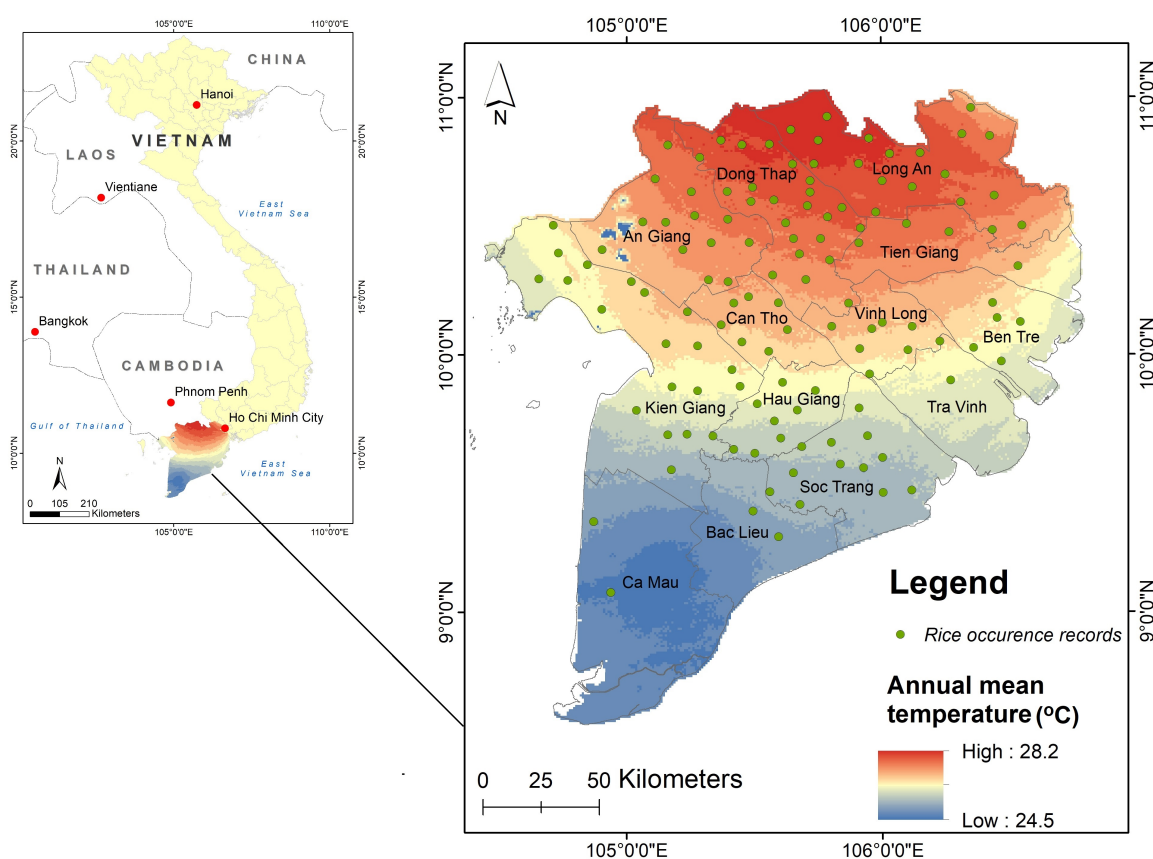 105°0'0"E
110°0'0"E
CHINA
Hanoi
VIETNAM
20°0'0"N
20°0'0"N
LAOS
Vientiane
East
Vietnam Sea
THAILAND
15°0'0"N
15°0'0"N
Bangkok
CAMBODIA
Phnom Penh
Ho Chi Minh City
Gulf of Thailand
10°0'0"N
10°0'0"N
East
Vietnam Sea
N
0 105 210
Kilometers
105°0'0"E
110°0'0"E
105°0'0"E
106°0'0"E
11°0'0"N
11°0'0"N
N
Dong Thap
Long An
An Giang
Tien Giang
Can Tho
Vinh Long
Ben Tre
10°0'0"N
10°0'0"N
Kien Giang
Hau Giang
Tra Vinh
Soc Trang
Bac Lieu
Ca Mau
9°0'0"N
9°0'0"N
Legend
Rice occurence records
Annual mean
temperature (ºC)
High : 28.2
Low : 24.5
0 25 50 Kilometers
105°0'0"E
106°0'0"E